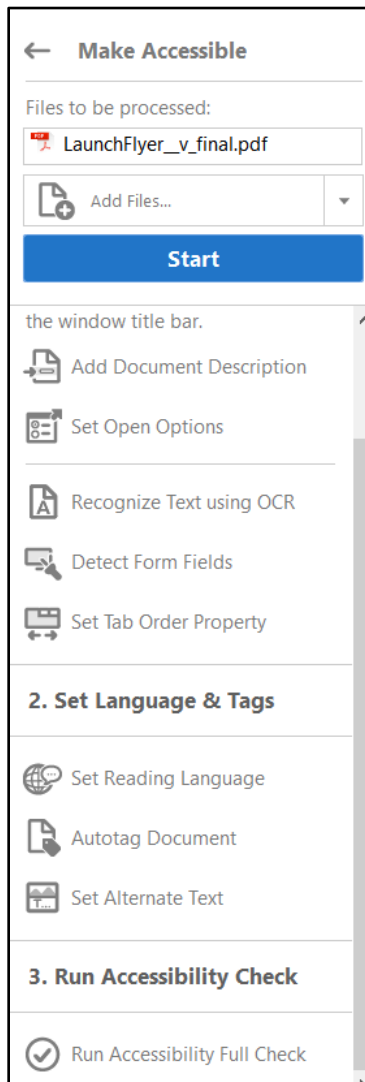 Make Accessible
Files to be processed:
LaunchFlyer__v_final.pdf
Add Files...
Start
the window title bar.
Add Document Description
Set Open Options
Recognize Text using OCR
Detect Form Fields
Set Tab Order Property
2. Set Language & Tags
Set Reading Language
Autotag Document
Set Alternate Text
3. Run Accessibility Check
Run Accessibility Full Check